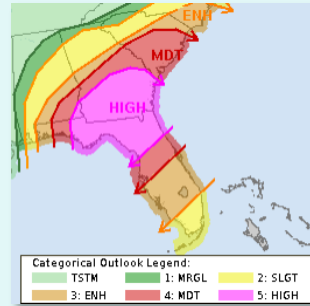 ENH
MDT
HIGH
Categorical Outlook Legend:
TSTM 1: MRGL 2: SLGT
3: ENH 4: MDT 5: HIGH